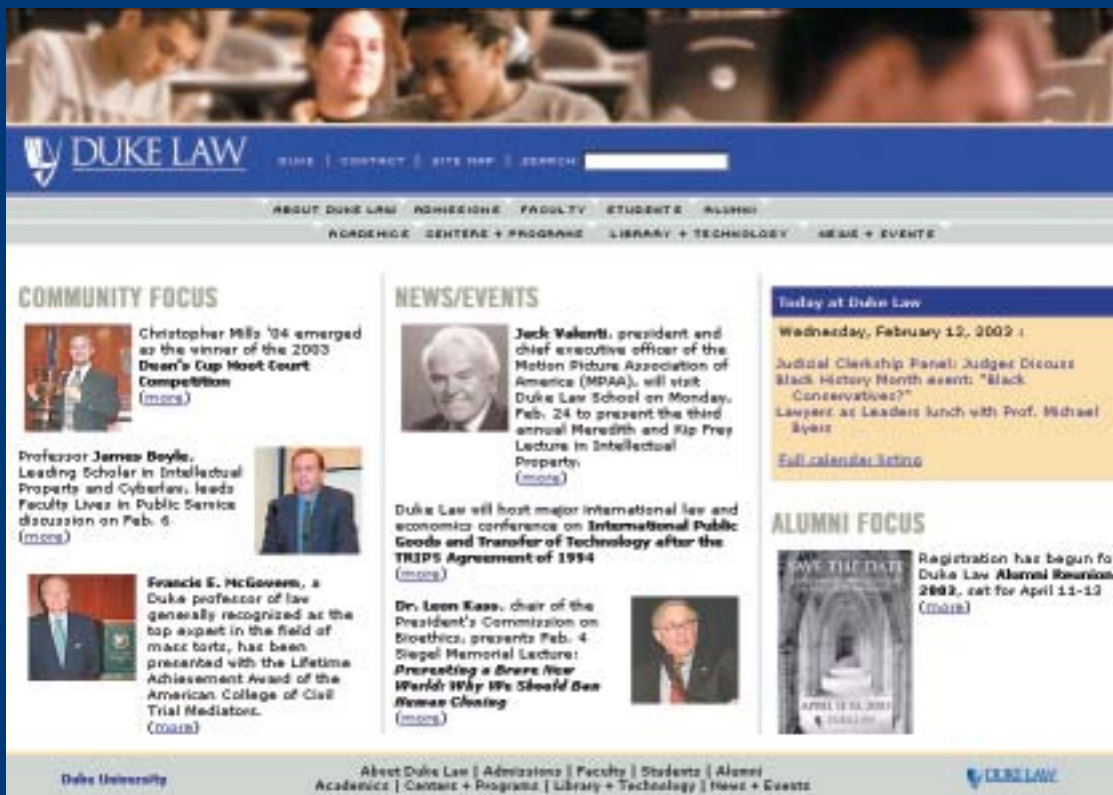 DUKE LAW
DUKE | CONTACT | SITE MAP | SEARCH
ABOUT DUKE LAW ADMISSIONS FACULTY STUDENTS ALUMNI
ACADEMICS CENTERS + PROGRAMS LIBRARY + TECHNOLOGY NEWS + EVENTS
COMMUNITY FOCUS
Christopher Mills '04 emerged
as the winner of the 2003
Dean's Cup Moot Court
Competition
(more)
Professor James Boyle,
Leading Scholar in Intellectual
Property and Cyberlaw, leads
Faculty Lives in Public Service
discussion on Feb. 6
(more)
Francis E. McGovern, a
Duke professor of law
generally recognized as the
top expert in the field of
mass torts, has been
presented with the Lifetime
Achievement Award of the
American College of Civil
Trial Mediators.
(more)
NEWS/EVENTS
Jack Valenti, president and
chief executive officer of the
Motion Picture Association of
America (MPAA), will visit
Duke Law School on Monday,
Feb. 24 to present the third
annual Meredith and Kip Frey
Lecture in Intellectual
Property.
(more)
Duke Law will host major international law and
economics conference on International Public
Goods and Transfer of Technology after the
TRIPS Agreement of 1994
(more)
Dr. Leon Kass, chair of the
President's Commission on
Bioethics, presents Feb. 4
Siegel Memorial Lecture:
Preventing a Brave New
World: Why We Should Ban
Human Cloning
(more)
Today at Duke Law
Wednesday, February 12, 2003 :
Judicial Clerkship Panel: Judges Discuss
Black History Month event: "Black
Conservatives?"
Lawyers as Leaders lunch with Prof. Michael
Byers
Full calendar listing
ALUMNI FOCUS
SAVE THE DATE
APRIL 11-13, 2003
DUKE LAW
Registration has begun fo
Duke Law Alumni Reunion
2003, set for April 11-13
(more)
Duke University
About Duke Law | Admissions | Faculty | Students | Alumni
Academics | Centers + Programs | Library + Technology | News + Events
DUKE LAW